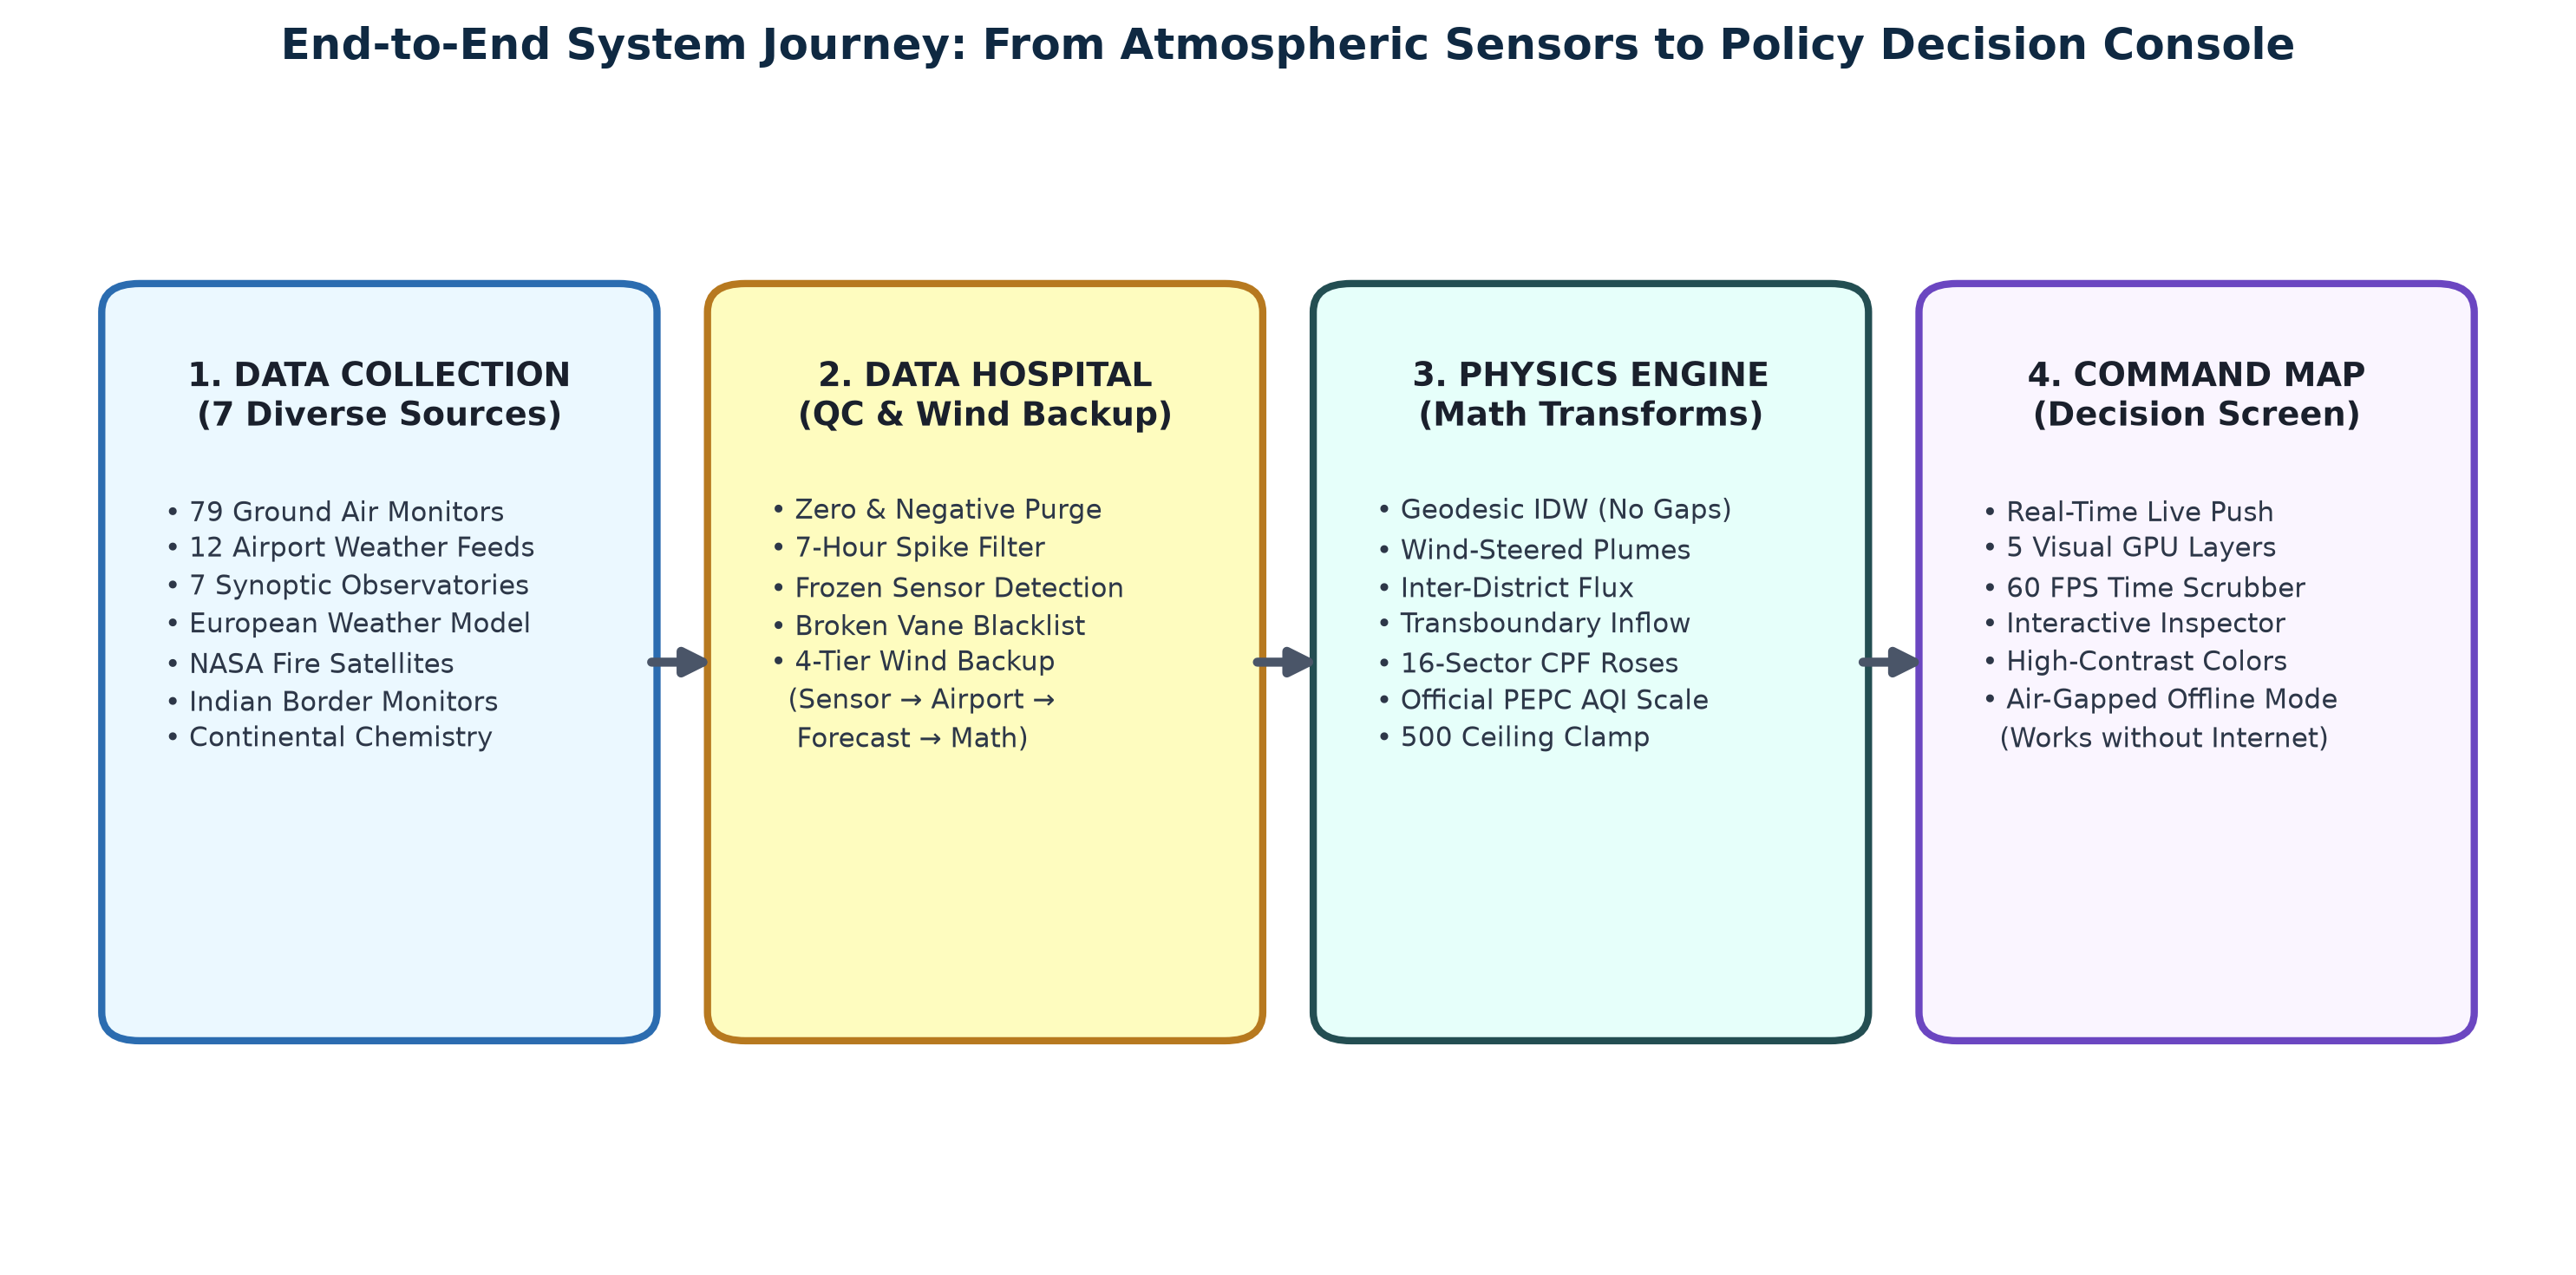 End-to-End System Journey: From Atmospheric Sensors to Policy Decision Console
1. DATA COLLECTION
(7 Diverse Sources)
• 79 Ground Air Monitors
• 12 Airport Weather Feeds
• 7 Synoptic Observatories
• European Weather Model
• NASA Fire Satellites
• Indian Border Monitors
• Continental Chemistry
2. DATA HOSPITAL
(QC & Wind Backup)
• Zero & Negative Purge
• 7-Hour Spike Filter
• Frozen Sensor Detection
• Broken Vane Blacklist
• 4-Tier Wind Backup
(Sensor → Airport →
Forecast → Math)
3. PHYSICS ENGINE
(Math Transforms)
• Geodesic IDW (No Gaps)
• Wind-Steered Plumes
• Inter-District Flux
• Transboundary Inflow
• 16-Sector CPF Roses
• Official PEPC AQI Scale
• 500 Ceiling Clamp
4. COMMAND MAP
(Decision Screen)
• Real-Time Live Push
• 5 Visual GPU Layers
• 60 FPS Time Scrubber
• Interactive Inspector
• High-Contrast Colors
• Air-Gapped Offline Mode
(Works without Internet)